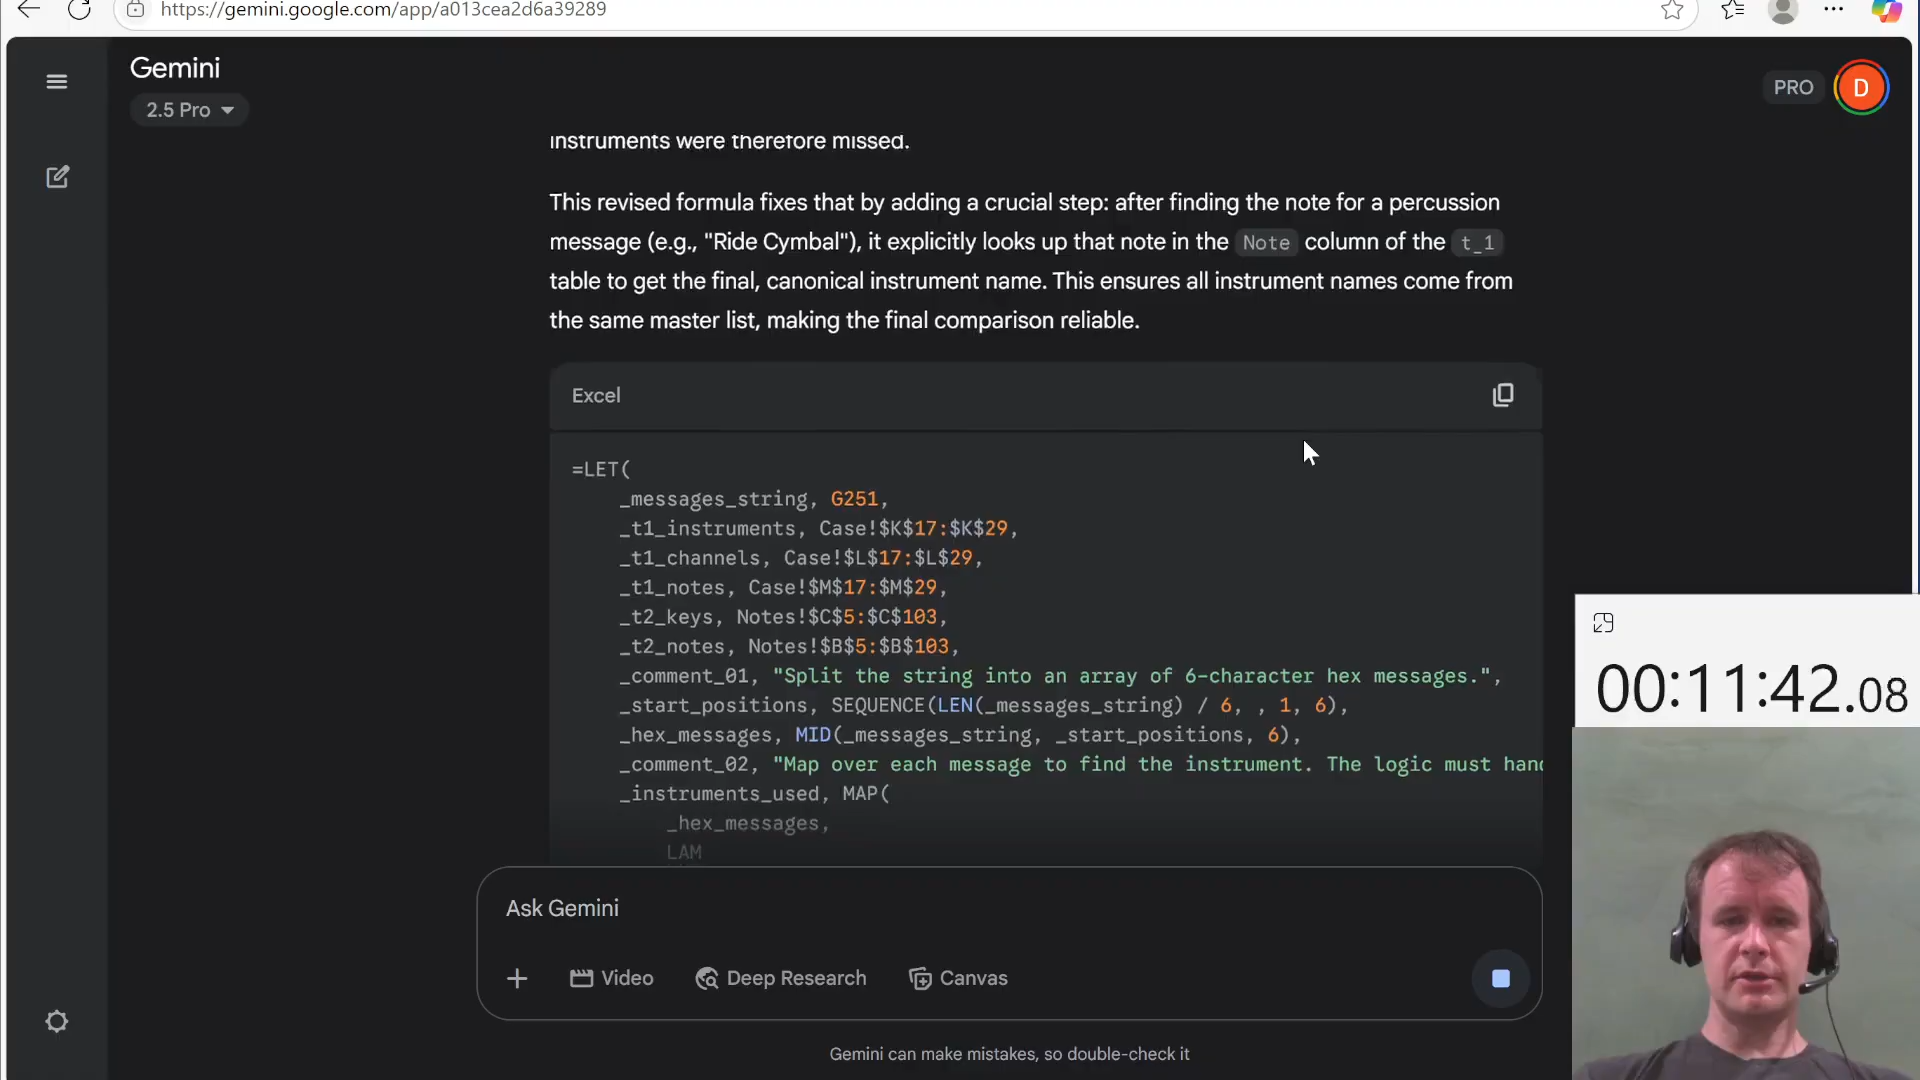 https://gemini.google.com/app/a013cea2d6a39289
Gemini
2.5 Pro
PRO
D
instruments were therefore missed.
This revised formula fixes that by adding a crucial step: after finding the note for a percussion
message (e.g., "Ride Cymbal"), it explicitly looks up that note in the Note column of the t_1
table to get the final, canonical instrument name. This ensures all instrument names come from
the same master list, making the final comparison reliable.
Excel
=LET(
_messages_string, G251,
_t1_instruments, Case!$K$17:$K$29,
_t1_channels, Case!$L$17:$L$29,
_t1_notes, Case!$M$17:$M$29,
_t2_keys, Notes!$C$5:$C$103,
_t2_notes, Notes!$B$5:$B$103,
_comment_01, "Split the string into an array of 6-character hex messages.",
_start_positions, SEQUENCE(LEN(_messages_string) / 6, , 1, 6),
_hex_messages, MID(_messages_string, _start_positions, 6),
_comment_02, "Map over each message to find the instrument. The logic must hand
_instruments_used, MAP(
_hex_messages,
LAM
00:11:42.08
Ask Gemini
Video
Deep Research
Canvas
Gemini can make mistakes, so double-check it